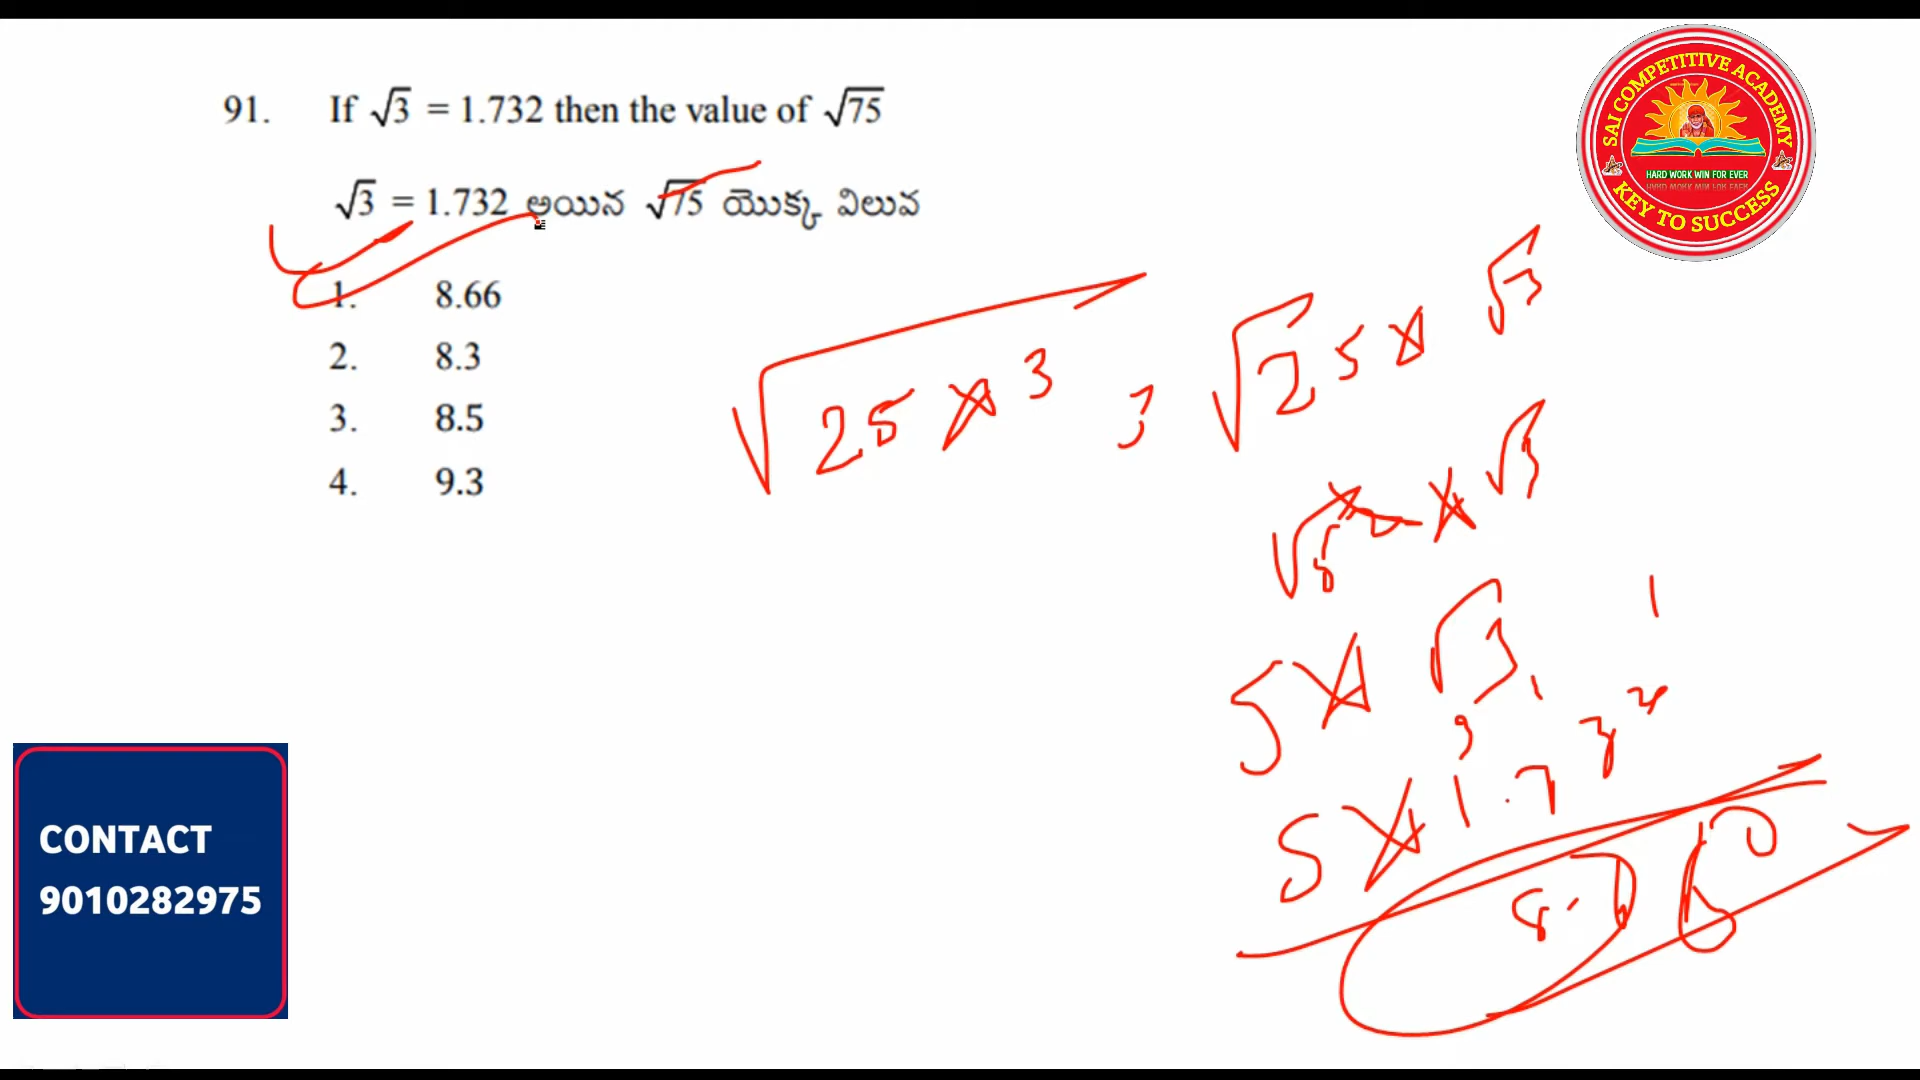 SAI COMPETITIVE ACADEMY
HARD WORK WIN FOR EVER
KEY TO SUCCESS
91. If √3 = 1.732 then the value of √75
√3 = 1.732 అయిన √75 యొక్క విలువ
1. 8.66
2. 8.3
3. 8.5
4. 9.3
√25 × 3 = √25 × √3
√5² × √3
5 × √3
5 × 1.732
CONTACT
9010282975